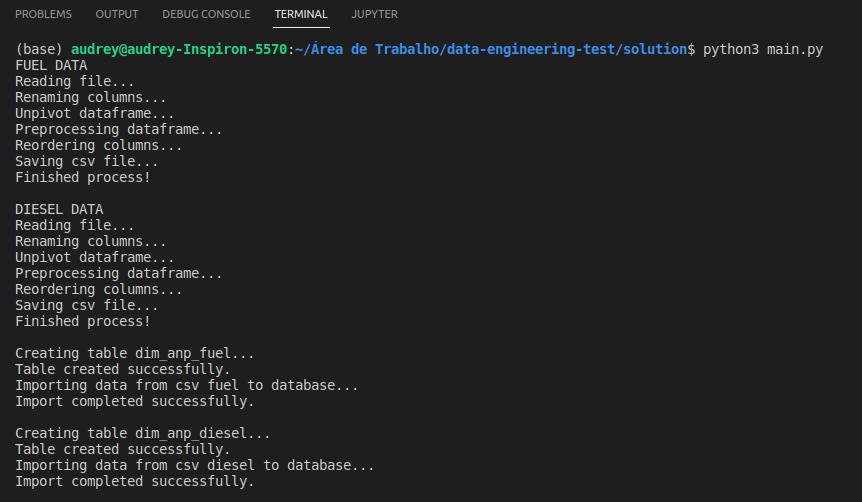 PROBLEMS OUTPUT DEBUG CONSOLE TERMINAL JUPYTER
(base) audrey@audrey-Inspiron-5570:~/Área de Trabalho/data-engineering-test/solution$ python3 main.py
FUEL DATA
Reading file...
Renaming columns...
Unpivot dataframe...
Preprocessing dataframe...
Reordering columns...
Saving csv file...
Finished process!
DIESEL DATA
Reading file...
Renaming columns...
Unpivot dataframe...
Preprocessing dataframe...
Reordering columns...
Saving csv file...
Finished process!
Creating table dim_anp_fuel...
Table created successfully.
Importing data from csv fuel to database...
Import completed successfully.
Creating table dim_anp_diesel...
Table created successfully.
Importing data from csv diesel to database...
Import completed successfully.